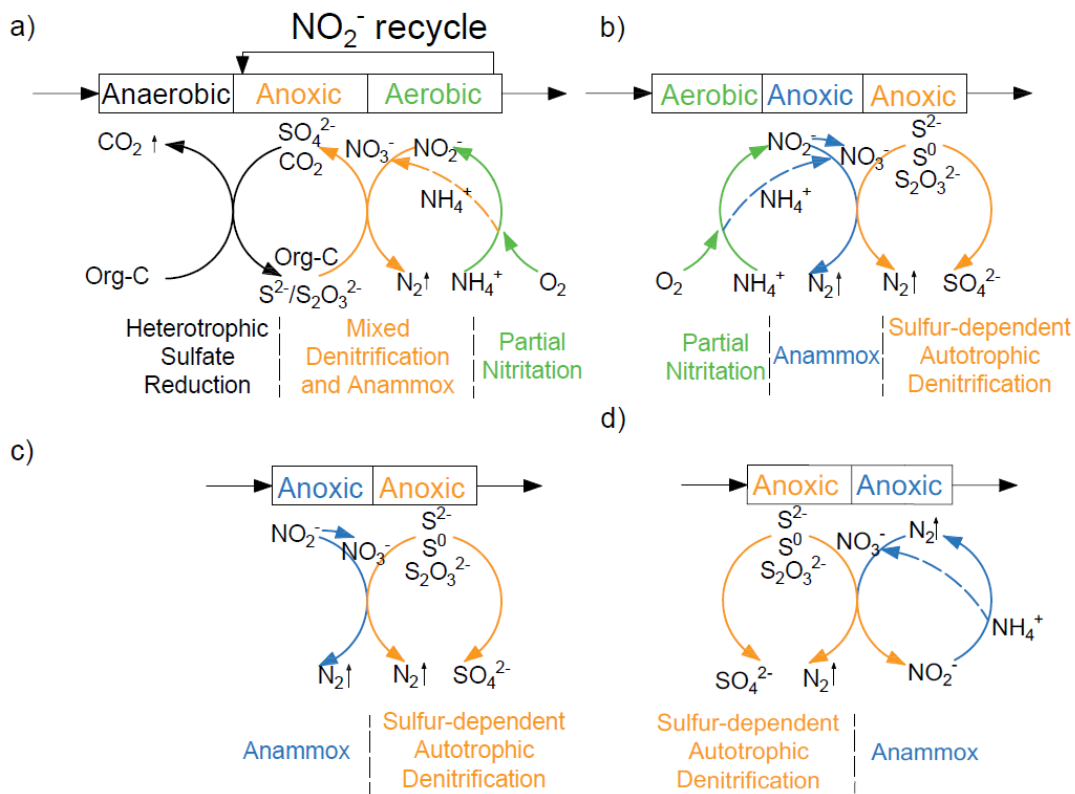 a)
NO₂⁻ recycle
Anaerobic Anoxic Aerobic
CO₂ ↑
SO₄²⁻
CO₂
NO₃⁻
NO₂⁻
NH₄⁺
Org-C
Org-C
S²⁻/S₂O₃²⁻
N₂↑
NH₄⁺
O₂
Heterotrophic
Sulfate
Reduction
Mixed
Denitrification
and Anammox
Partial
Nitritation
b)
Aerobic Anoxic Anoxic
NO₂⁻
NO₃⁻
S²⁻
S⁰
S₂O₃²⁻
NH₄⁺
O₂
NH₄⁺
N₂↑
N₂↑
SO₄²⁻
Partial
Nitritation
Anammox
Sulfur-dependent
Autotrophic
Denitrification
c)
Anoxic Anoxic
NO₂⁻
NO₃⁻
S²⁻
S⁰
S₂O₃²⁻
N₂↑
N₂↑
SO₄²⁻
Anammox
Sulfur-dependent
Autotrophic
Denitrification
d)
Anoxic Anoxic
S²⁻
S⁰
S₂O₃²⁻
NO₃⁻
N₂↑
NH₄⁺
SO₄²⁻
N₂↑
NO₂⁻
Sulfur-dependent
Autotrophic
Denitrification
Anammox